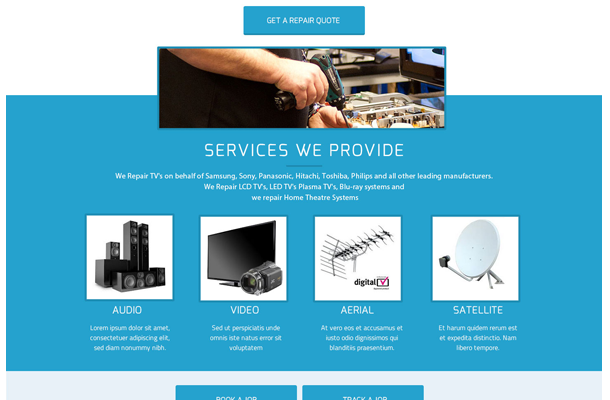 GET A REPAIR QUOTE
SERVICES WE PROVIDE
We Repair TV's on behalf of Samsung, Sony, Panasonic, Hitachi, Toshiba, Philips and all other leading manufacturers.
We Repair LCD TV's, LED TV's Plasma TV's, Blu-ray systems and
we repair Home Theatre Systems
digital
AUDIO
Lorem ipsum dolor sit amet,
consectetuer adipiscing elit,
sed diam nonummy nibh.
VIDEO
Sed ut perspiciatis unde
omnis iste natus error sit
voluptatem
AERIAL
At vero eos et accusamus et
iusto odio dignissimos qui
blanditiis praesentium.
SATELLITE
Et harum quidem rerum est
et expedita distinctio. Nam
libero tempore.
BOOK A JOB
TRACK A JOB